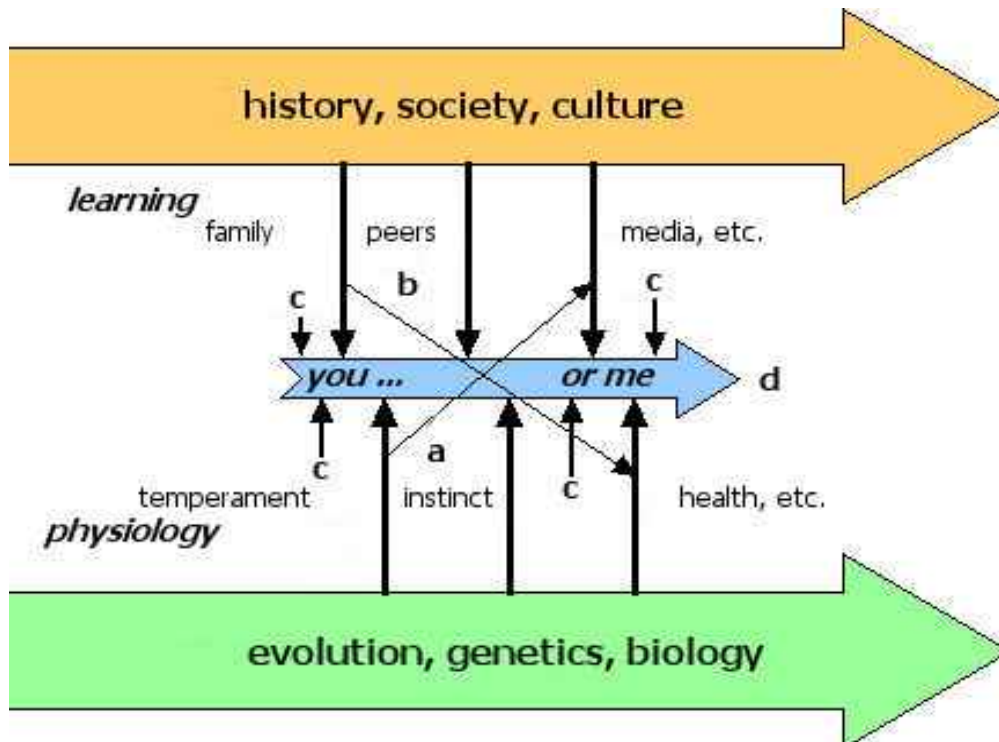 history, society, culture
learning
family peers media, etc.
b
c c
you ... or me
d
a
c c
temperament instinct health, etc.
physiology
evolution, genetics, biology